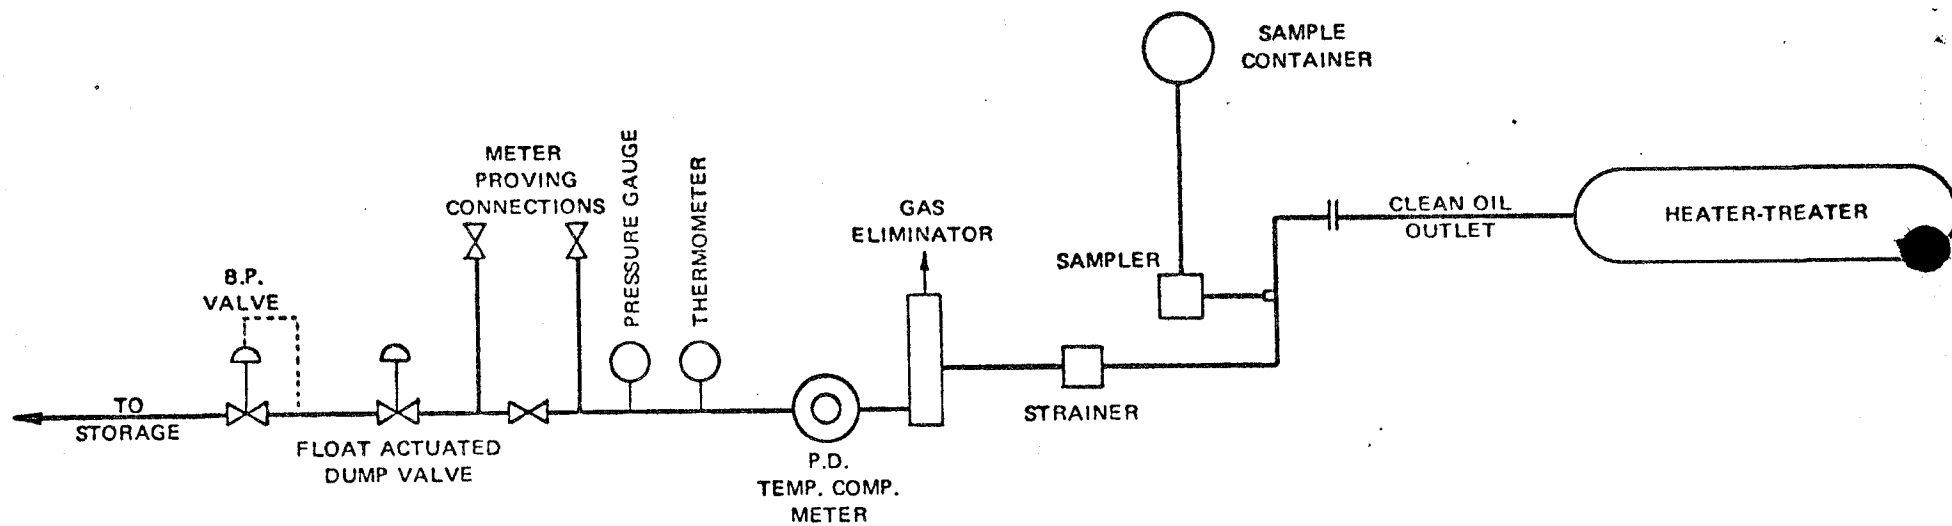 SAMPLE
CONTAINER
METER
PROVING
CONNECTIONS
PRESSURE GAUGE
THERMOMETER
GAS
ELIMINATOR
CLEAN OIL
OUTLET
HEATER-TREATER
SAMPLER
B.P.
VALVE
TO
STORAGE
FLOAT ACTUATED
DUMP VALVE
STRAINER
P.D.
TEMP. COMP.
METER